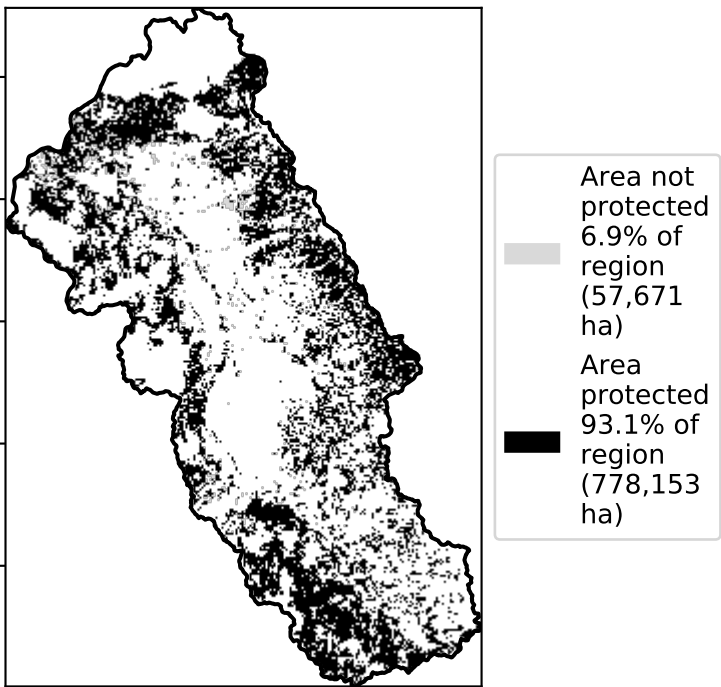 Area not
protected
6.9% of
region
(57,671
ha)
Area
protected
93.1% of
region
(778,153
ha)